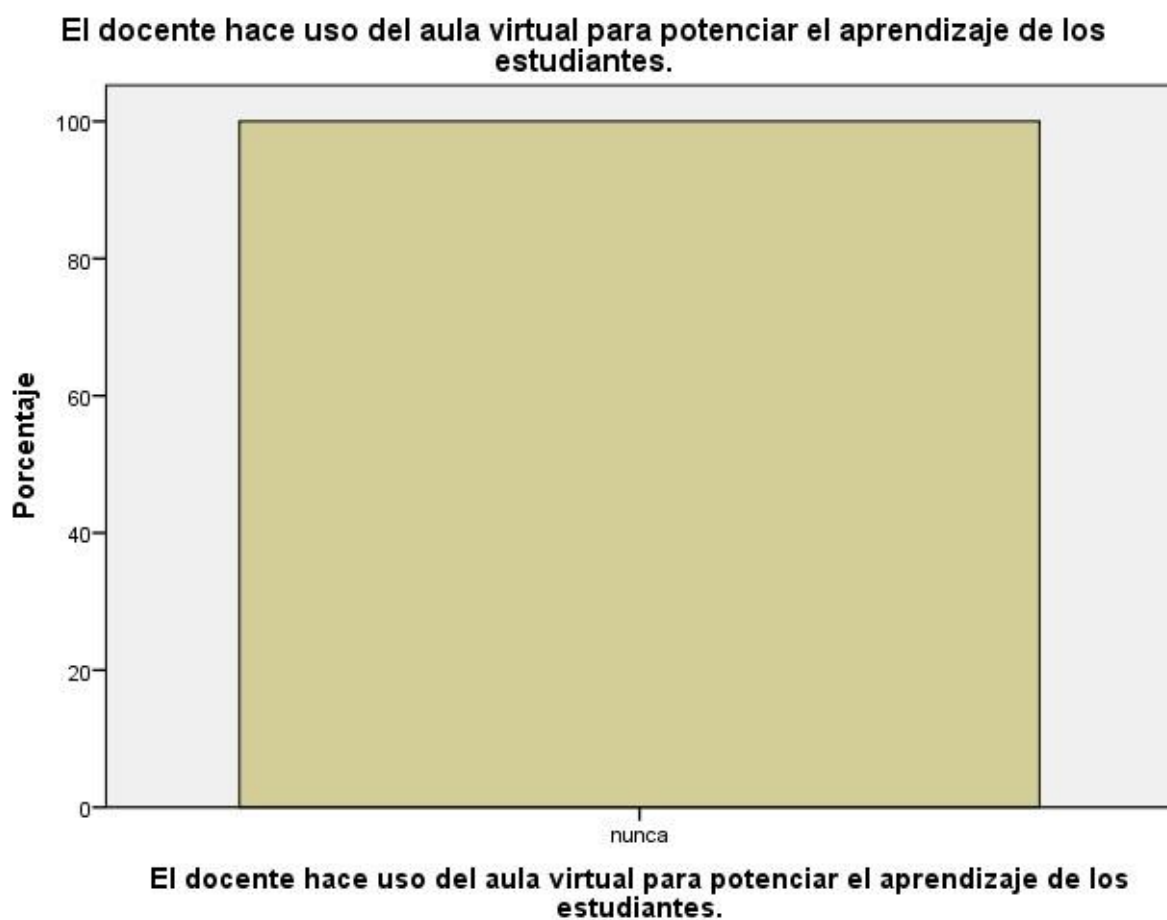 El docente hace uso del aula virtual para potenciar el aprendizaje de los
estudiantes.
100
80
60
40
20
0
Porcentaje
nunca
El docente hace uso del aula virtual para potenciar el aprendizaje de los
estudiantes.